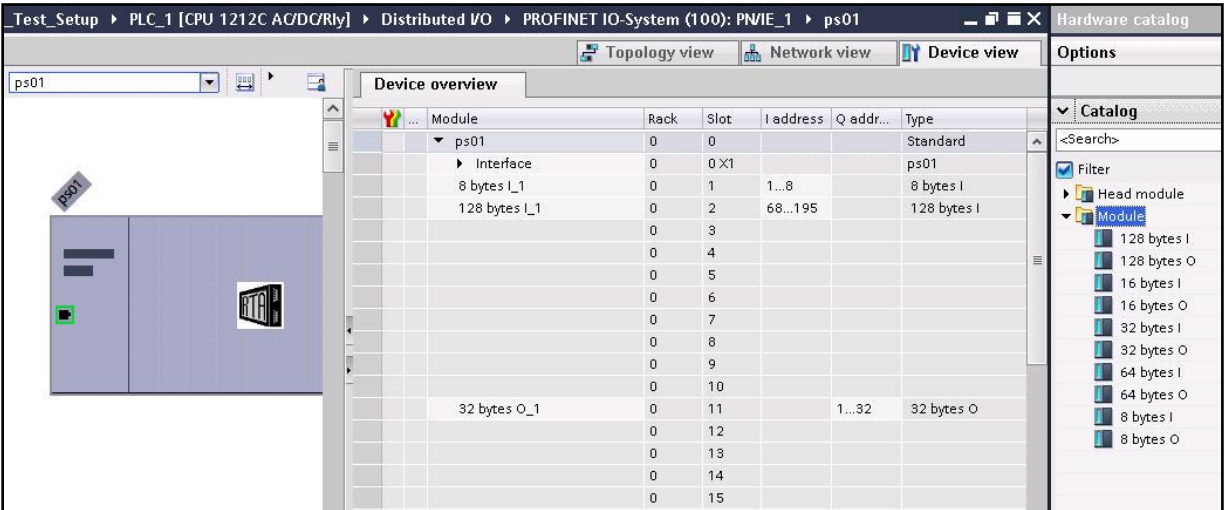 _Test_Setup ▸ PLC_1 [CPU 1212C AC/DC/Rly] ▸ Distributed I/O ▸ PROFINET IO-System (100): PN/IE_1 ▸ ps01
Hardware catalog
Topology view Network view Device view
Options
ps01
Device overview
Catalog
... Module Rack Slot I address Q addr... Type
<Search>
ps01 0 0 Standard
Filter
Interface 0 0 X1 ps01
Head module
8 bytes I_1 0 1 1...8 8 bytes I
Module
128 bytes I_1 0 2 68...195 128 bytes I
0 3
128 bytes I
0 4
128 bytes O
0 5
16 bytes I
0 6
16 bytes O
0 7
32 bytes I
0 8
32 bytes O
0 9
64 bytes I
0 10
64 bytes O
32 bytes O_1 0 11 1...32 32 bytes O
8 bytes I
0 12
8 bytes O
0 13
0 14
0 15
ps01
RTA